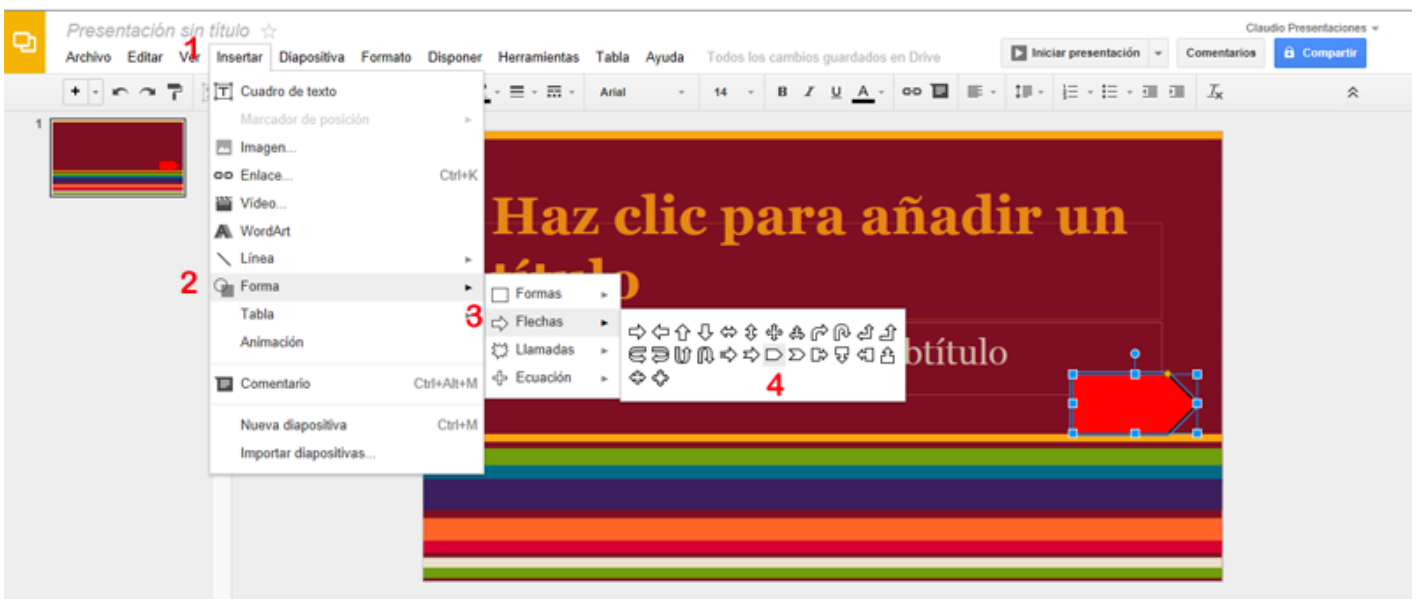 Presentación sin título
Claudio Presentaciones
Archivo Editar Ver Insertar Diapositiva Formato Disponer Herramientas Tabla Ayuda Todos los cambios guardados en Drive
Iniciar presentación Comentarios Compartir
1
Arial 14 B I U A
1
Cuadro de texto
Marcador de posición
Imagen...
Enlace... Ctrl+K
Vídeo...
WordArt
Línea
2 Forma
Tabla
Animación
Comentario Ctrl+Alt+M
Nueva diapositiva Ctrl+M
Importar diapositivas...
Formas
3 Flechas
Llamadas
Ecuación
4
Haz clic para añadir un
título
btítulo